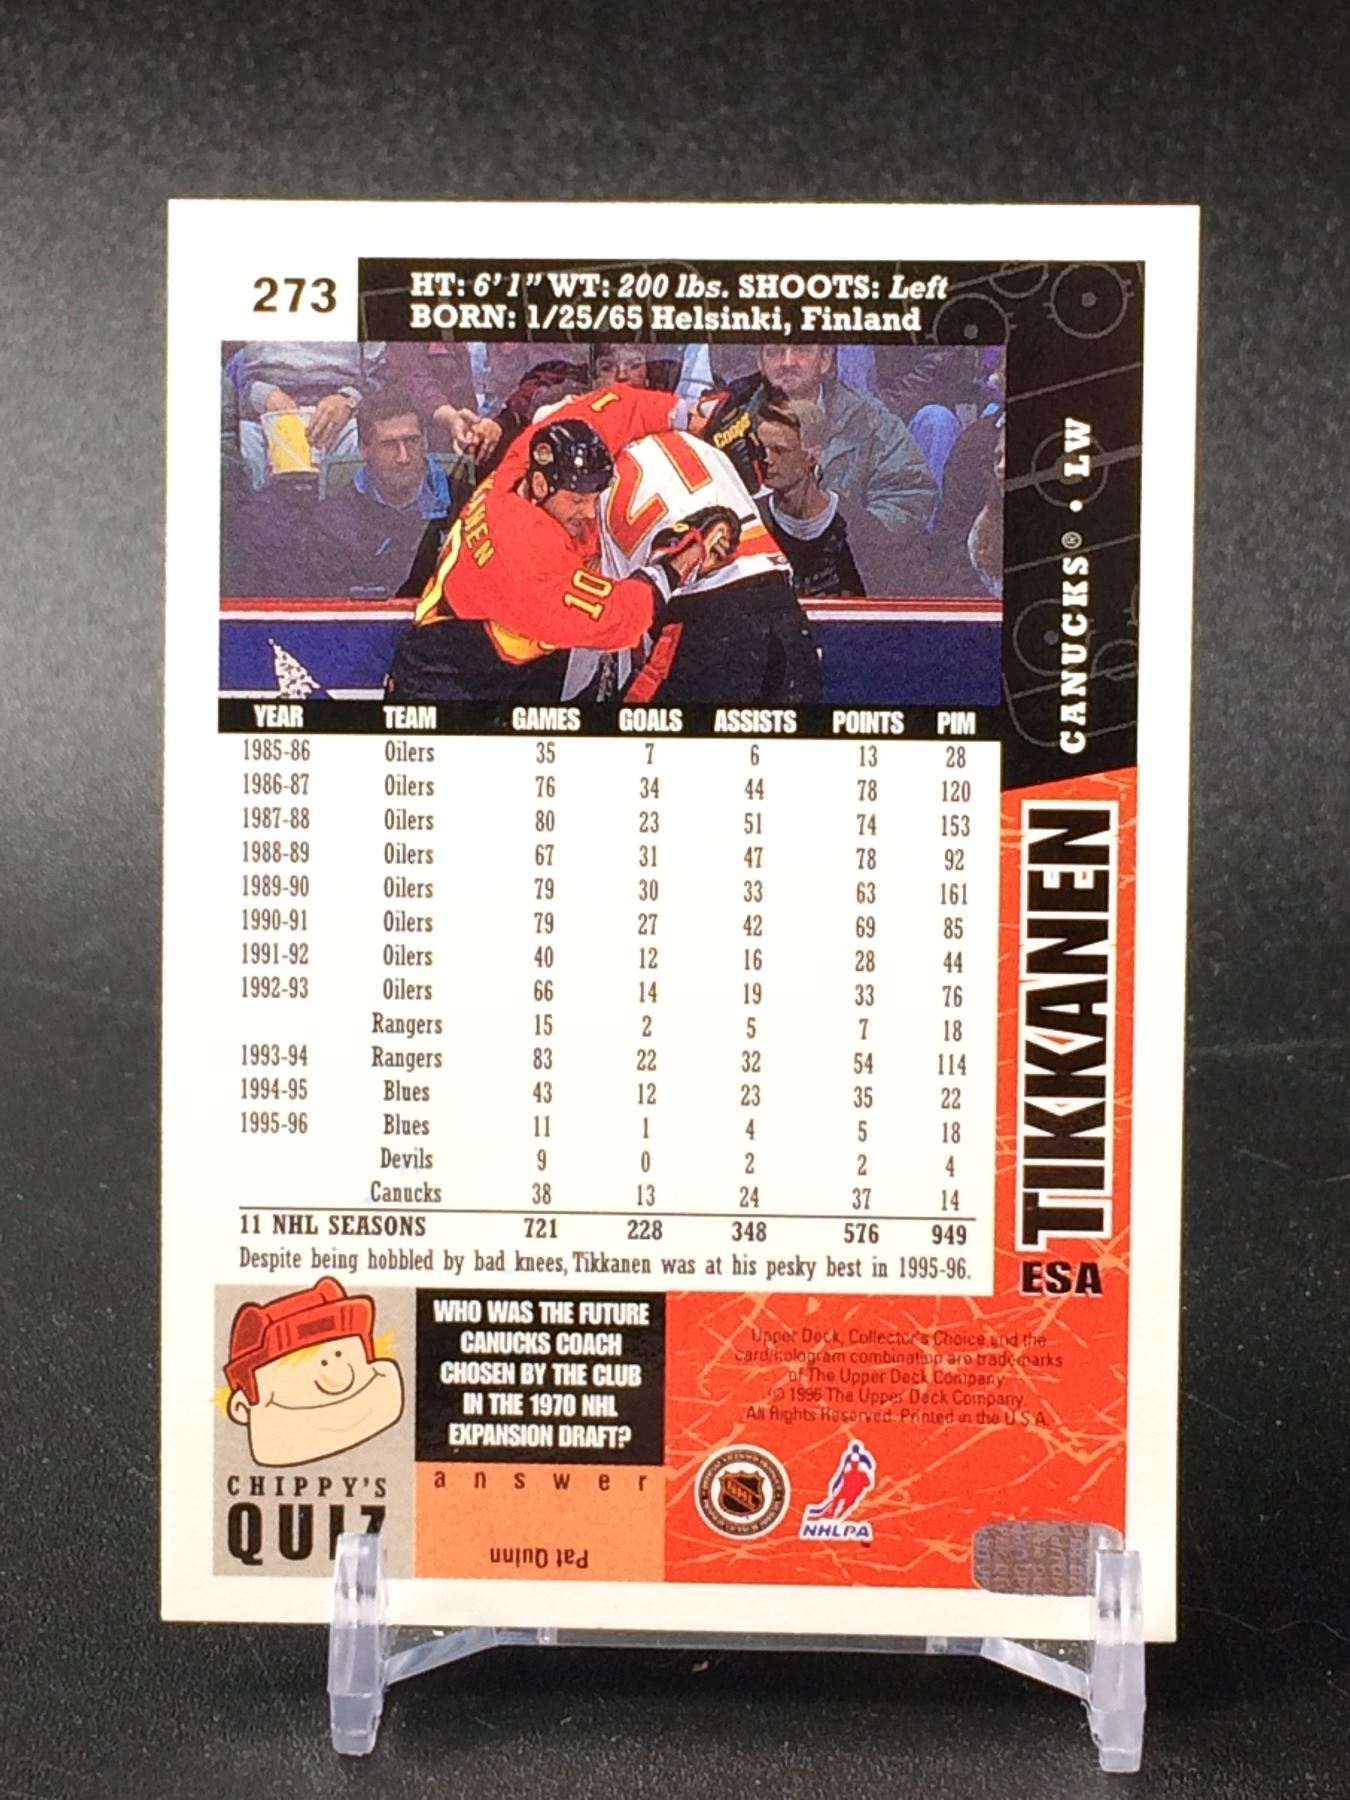 273
HT: 6'1" WT: 200 lbs. SHOOTS: Left
BORN: 1/25/65 Helsinki, Finland
CANUCKS® • LW
Cooper
10
YEAR TEAM GAMES GOALS ASSISTS POINTS PIM
1985-86 Oilers 35 7 6 13 28
1986-87 Oilers 76 34 44 78 120
1987-88 Oilers 80 23 51 74 153
1988-89 Oilers 67 31 47 78 92
1989-90 Oilers 79 30 33 63 161
1990-91 Oilers 79 27 42 69 85
1991-92 Oilers 40 12 16 28 44
1992-93 Oilers 66 14 19 33 76
Rangers 15 2 5 7 18
1993-94 Rangers 83 22 32 54 114
1994-95 Blues 43 12 23 35 22
1995-96 Blues 11 1 4 5 18
Devils 9 0 2 2 4
Canucks 38 13 24 37 14
11 NHL SEASONS 721 228 348 576 949
Despite being hobbled by bad knees, Tikkanen was at his pesky best in 1995-96.
ESA TIKKANEN
CHIPPY'S
QUIZ
WHO WAS THE FUTURE
CANUCKS COACH
CHOSEN BY THE CLUB
IN THE 1970 NHL
EXPANSION DRAFT?
answer
Pat Quinn
Upper Deck, Collector's Choice and the
card/hologram combination are trademarks
of The Upper Deck Company.
© 1996 The Upper Deck Company.
All Rights Reserved. Printed in the U.S.A.
NHL
NHLPA